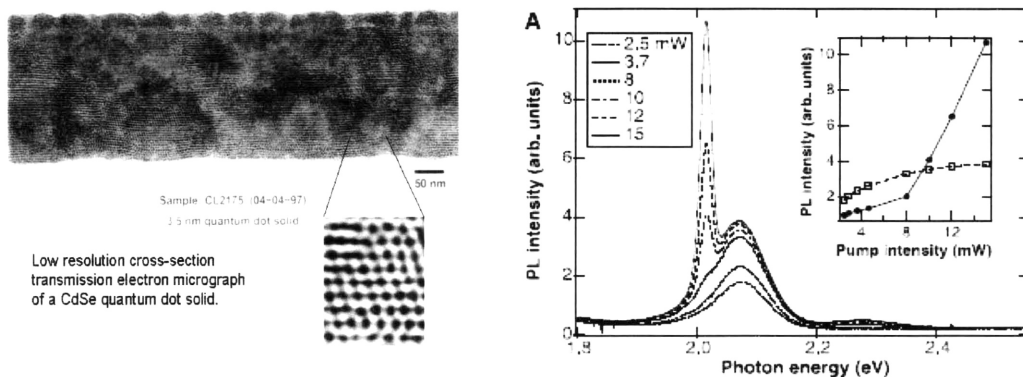 50 nm
Sample CL2175 (04-04-97)
3.5 nm quantum dot solid
Low resolution cross-section
transmission electron micrograph
of a CdSe quantum dot solid.
A
PL intensity (arb. units)
10
8
6
4
2
0
1,8
2,0
2,2
2,4
Photon energy (eV)
2,5 mW
3,7
8
10
12
15
PL intensity (arb. units)
10
8
6
4
2
4
8
12
Pump intensity (mW)